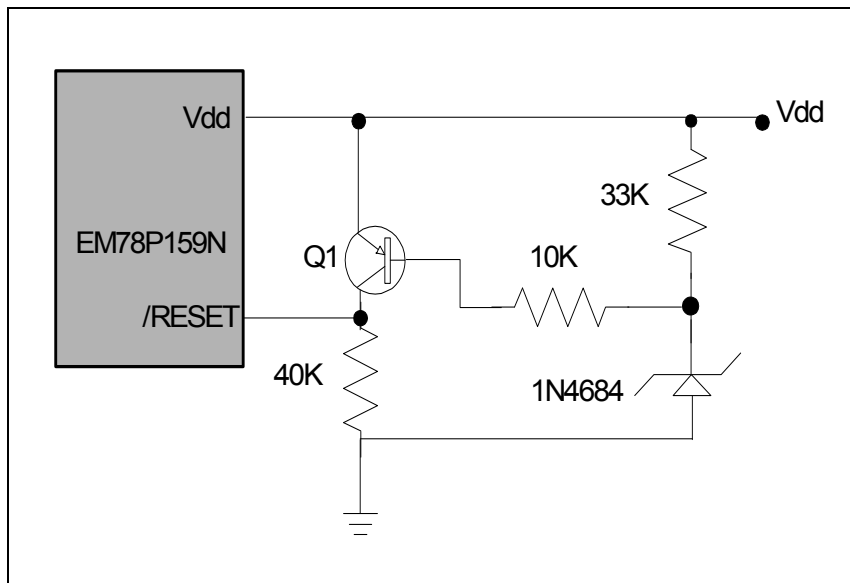 Vdd
Vdd
33K
EM78P159N
Q1
10K
/RESET
40K
1N4684